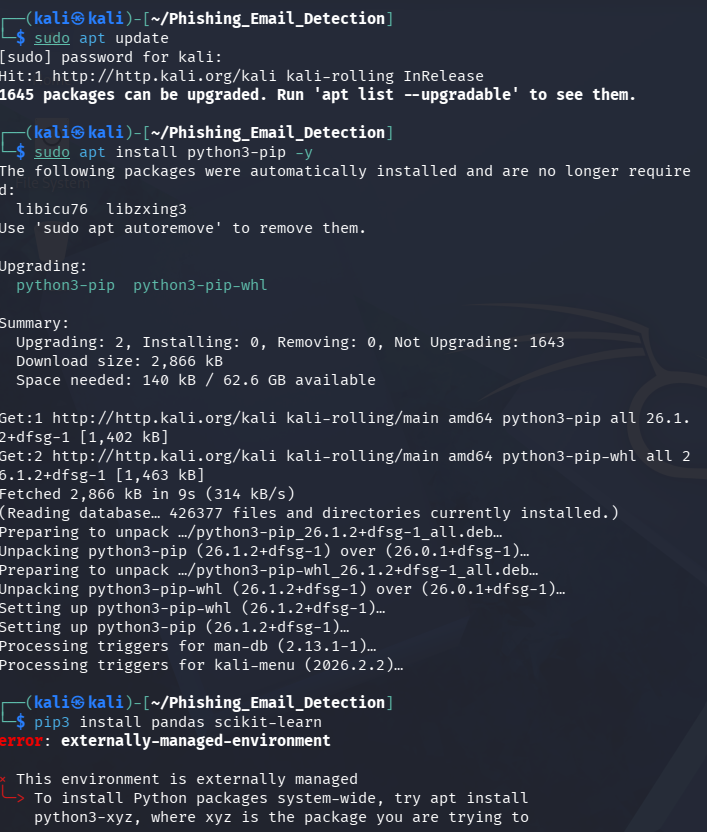 ┌──(kali㉿kali)-[~/Phishing_Email_Detection]
└─$ sudo apt update
[sudo] password for kali:
Hit:1 http://http.kali.org/kali kali-rolling InRelease
1645 packages can be upgraded. Run 'apt list --upgradable' to see them.
┌──(kali㉿kali)-[~/Phishing_Email_Detection]
└─$ sudo apt install python3-pip -y
The following packages were automatically installed and are no longer require
d:
libicu76 libzxing3
Use 'sudo apt autoremove' to remove them.
Upgrading:
python3-pip python3-pip-whl
Summary:
Upgrading: 2, Installing: 0, Removing: 0, Not Upgrading: 1643
Download size: 2,866 kB
Space needed: 140 kB / 62.6 GB available
Get:1 http://http.kali.org/kali kali-rolling/main amd64 python3-pip all 26.1.
2+dfsg-1 [1,402 kB]
Get:2 http://http.kali.org/kali kali-rolling/main amd64 python3-pip-whl all 2
6.1.2+dfsg-1 [1,463 kB]
Fetched 2,866 kB in 9s (314 kB/s)
(Reading database… 426377 files and directories currently installed.)
Preparing to unpack …/python3-pip_26.1.2+dfsg-1_all.deb…
Unpacking python3-pip (26.1.2+dfsg-1) over (26.0.1+dfsg-1)…
Preparing to unpack …/python3-pip-whl_26.1.2+dfsg-1_all.deb…
Unpacking python3-pip-whl (26.1.2+dfsg-1) over (26.0.1+dfsg-1)…
Setting up python3-pip-whl (26.1.2+dfsg-1)…
Setting up python3-pip (26.1.2+dfsg-1)…
Processing triggers for man-db (2.13.1-1)…
Processing triggers for kali-menu (2026.2.2)…
┌──(kali㉿kali)-[~/Phishing_Email_Detection]
└─$ pip3 install pandas scikit-learn
error: externally-managed-environment
× This environment is externally managed
╰─> To install Python packages system-wide, try apt install
python3-xyz, where xyz is the package you are trying to